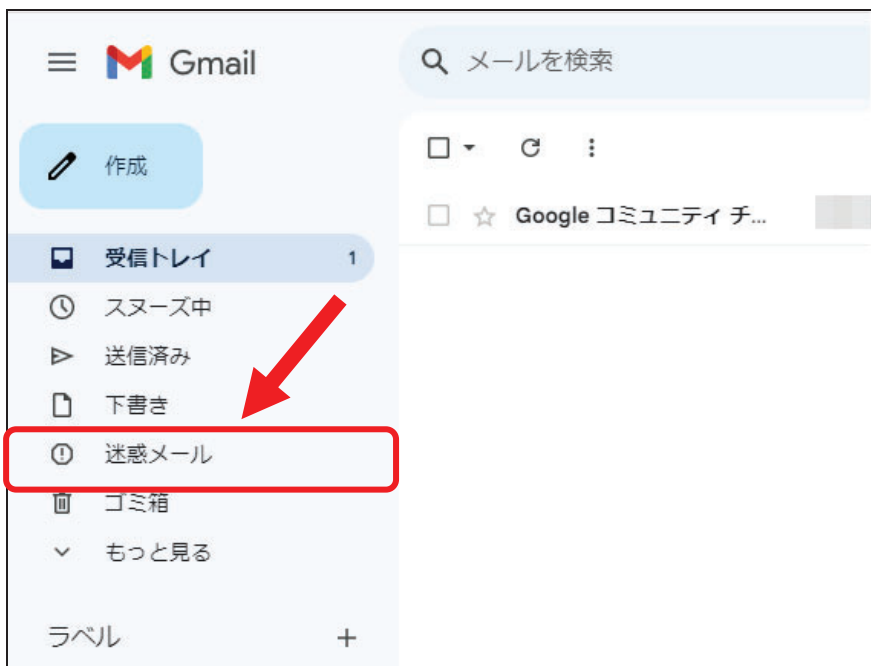 Gmail
メールを検索
作成
Google コミュニティ チ...
受信トレイ 1
スヌーズ中
送信済み
下書き
迷惑メール
ゴミ箱
もっと見る
ラベル